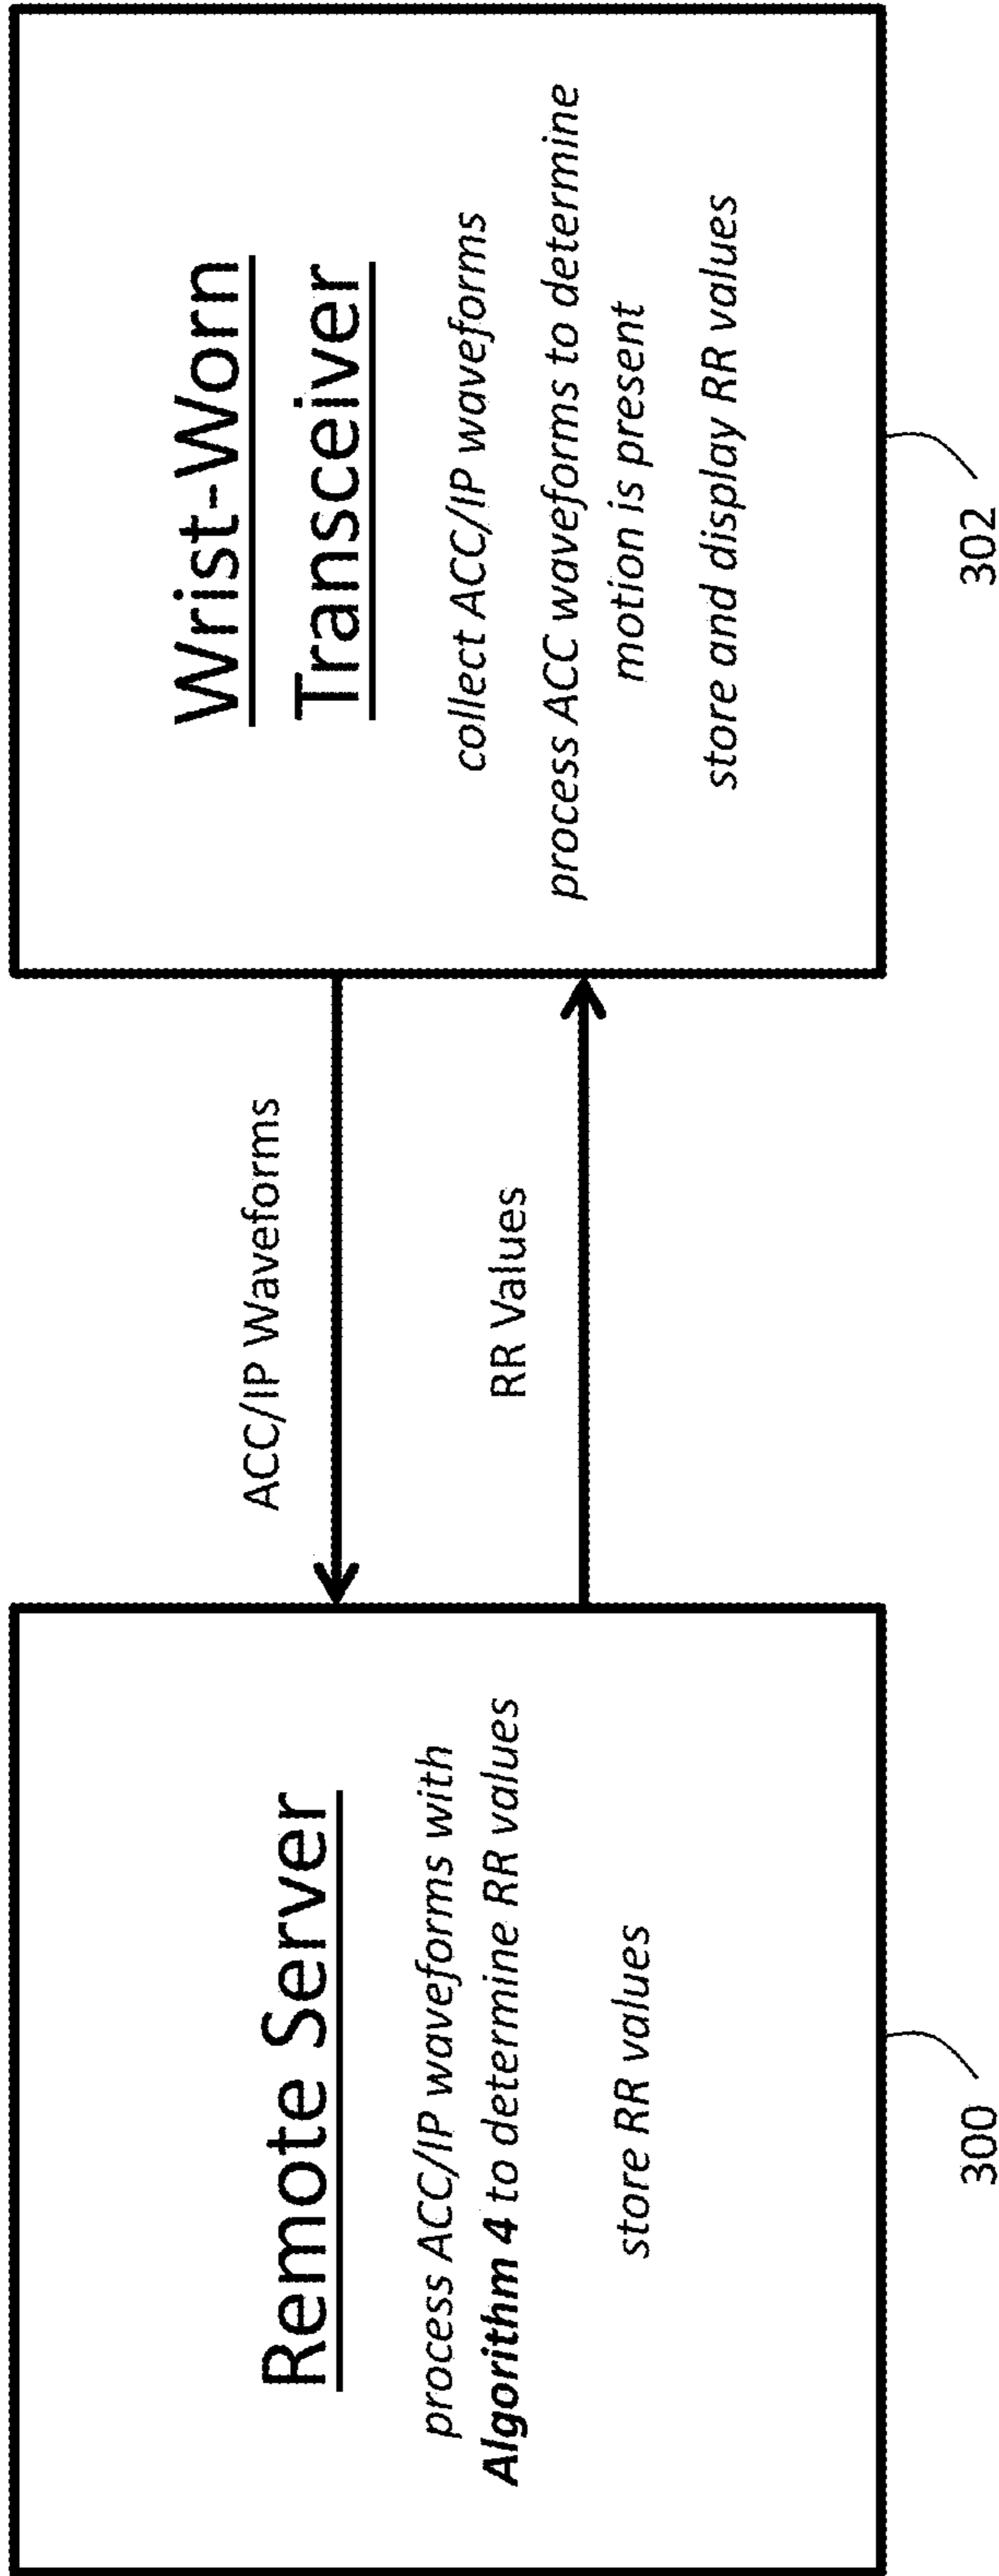 Remote Server
process ACC/IP waveforms with
Algorithm 4 to determine RR values
store RR values
300
ACC/IP Waveforms
RR Values
Wrist-Worn
Transceiver
collect ACC/IP waveforms
process ACC waveforms to determine
motion is present
store and display RR values
302